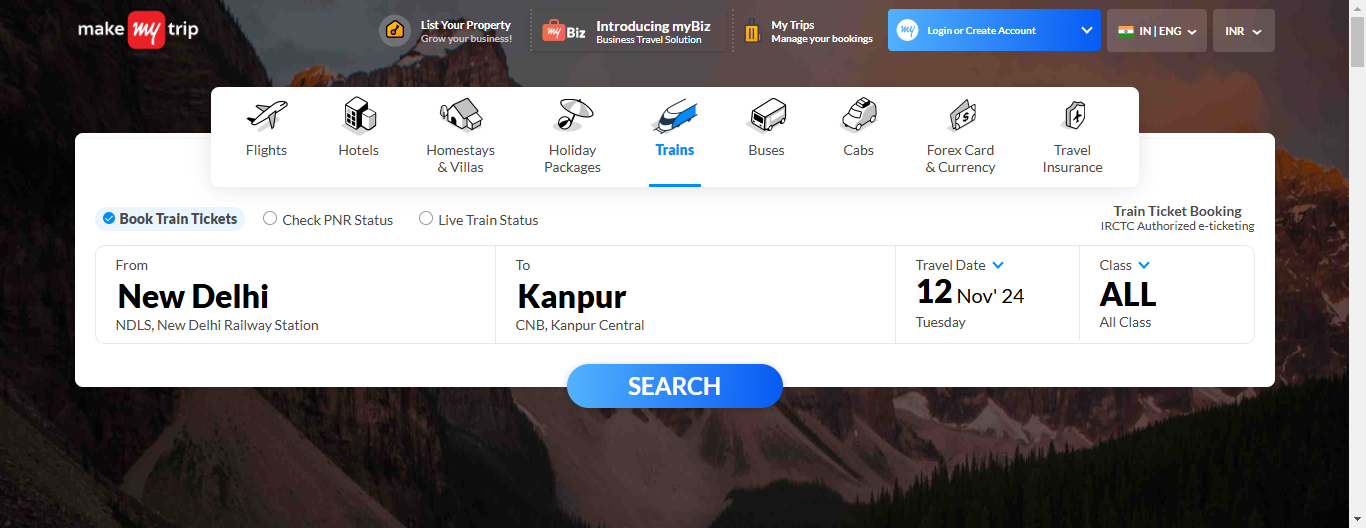 make my trip
List Your Property
Grow your business!
my Biz
Introducing myBiz
Business Travel Solution
My Trips
Manage your bookings
my
Login or Create Account
IN | ENG
INR
Flights
Hotels
Homestays
& Villas
Holiday
Packages
Trains
Buses
Cabs
Forex Card
& Currency
Travel
Insurance
Book Train Tickets
Check PNR Status
Live Train Status
Train Ticket Booking
IRCTC Authorized e-ticketing
From
New Delhi
NDLS, New Delhi Railway Station
To
Kanpur
CNB, Kanpur Central
Travel Date
12 Nov' 24
Tuesday
Class
ALL
All Class
SEARCH